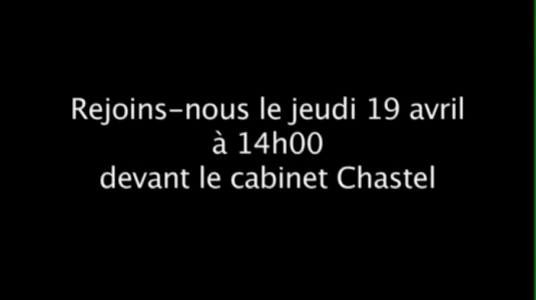 Rejoins-nous le jeudi 19 avril
à 14h00
devant le cabinet Chastel